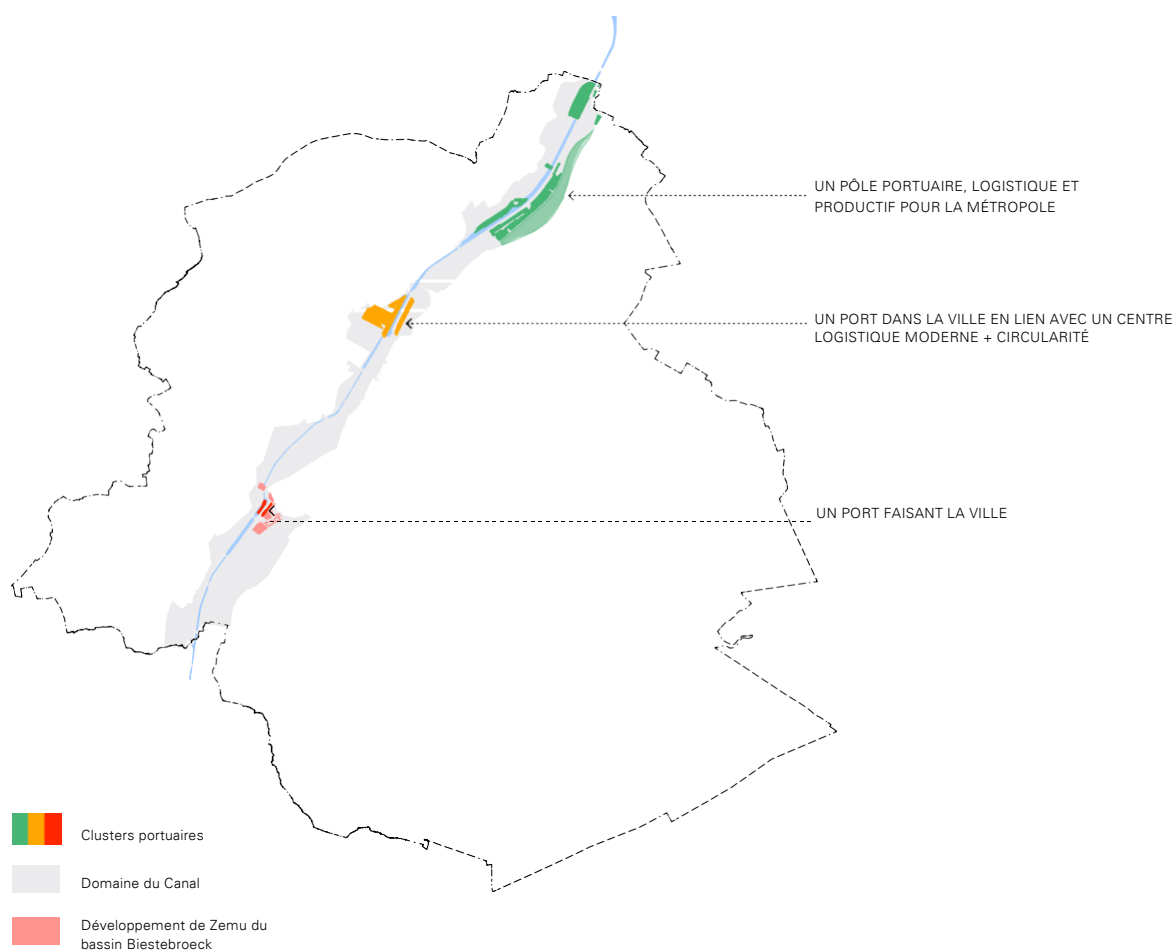 UN PÔLE PORTUAIRE, LOGISTIQUE ET
PRODUCTIF POUR LA MÉTROPOLE
UN PORT DANS LA VILLE EN LIEN AVEC UN CENTRE
LOGISTIQUE MODERNE + CIRCULARITÉ
UN PORT FAISANT LA VILLE
Clusters portuaires
Domaine du Canal
Développement de Zemu du
bassin Biestebroeck